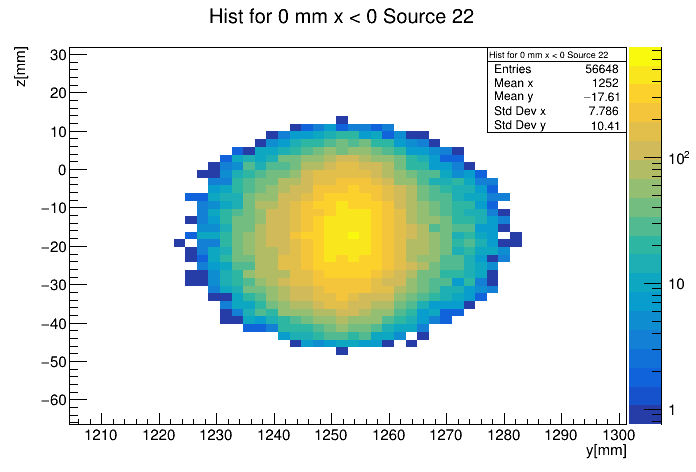 Hist for 0 mm x < 0 Source 22
z[mm]
Hist for 0 mm x < 0 Source 22
Entries 56648
Mean x 1252
Mean y −17.61
Std Dev x 7.786
Std Dev y 10.41
30
20
10
0
−10
−20
−30
−40
−50
−60
10²
10
1
1210 1220 1230 1240 1250 1260 1270 1280 1290 1300
y[mm]